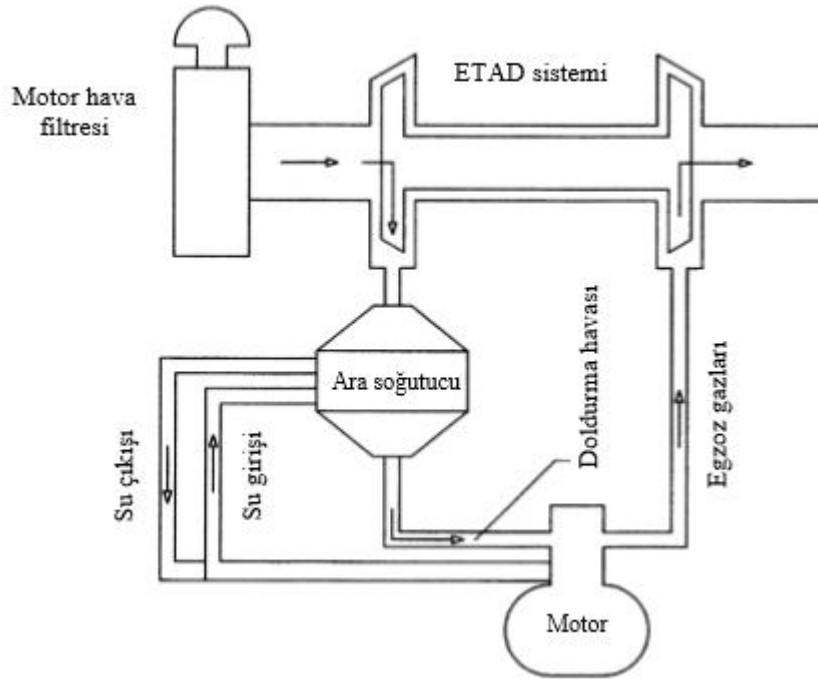 ETAD sistemi
Motor hava
filtresi
Ara soğutucu
Su çıkışı
Su girişi
Doldurma havası
Egzoz gazları
Motor